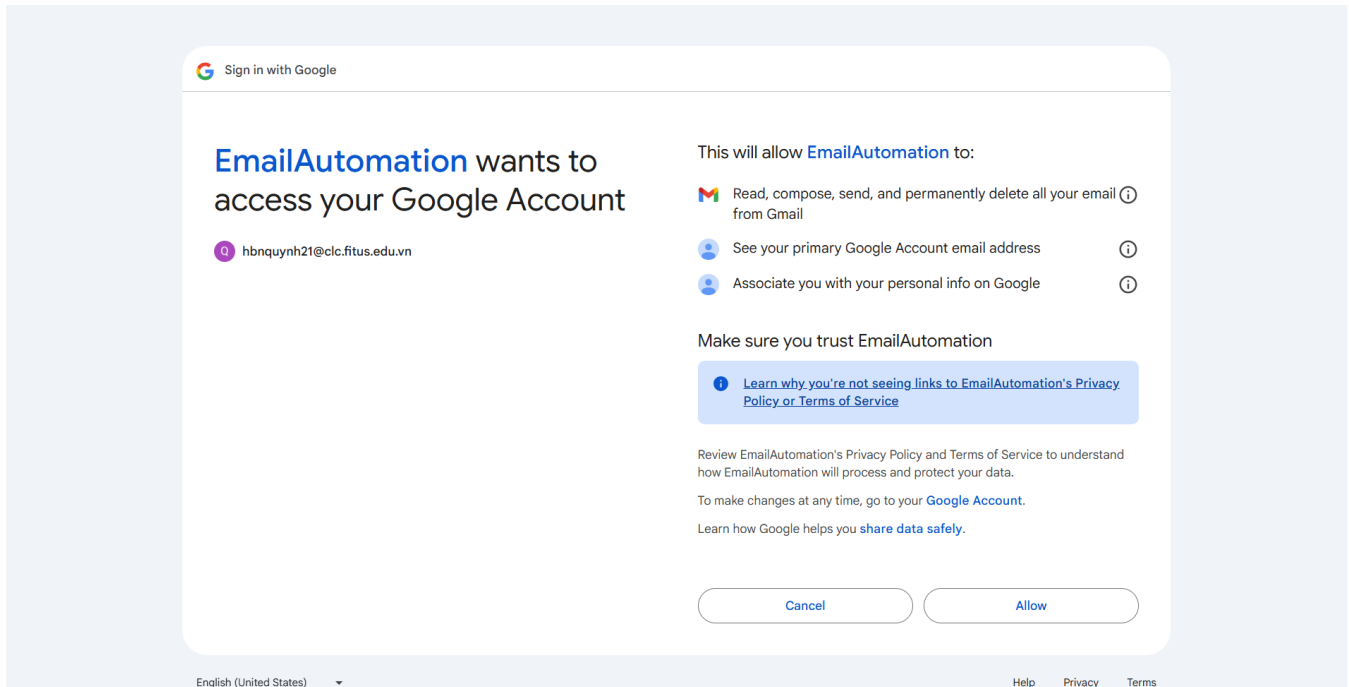 Sign in with Google
EmailAutomation wants to
access your Google Account
Q hbnquynh21@clc.fitus.edu.vn
This will allow EmailAutomation to:
Read, compose, send, and permanently delete all your email
from Gmail
See your primary Google Account email address
Associate you with your personal info on Google
Make sure you trust EmailAutomation
Learn why you're not seeing links to EmailAutomation's Privacy
Policy or Terms of Service
Review EmailAutomation's Privacy Policy and Terms of Service to understand
how EmailAutomation will process and protect your data.
To make changes at any time, go to your Google Account.
Learn how Google helps you share data safely.
Cancel Allow
English (United States) Help Privacy Terms